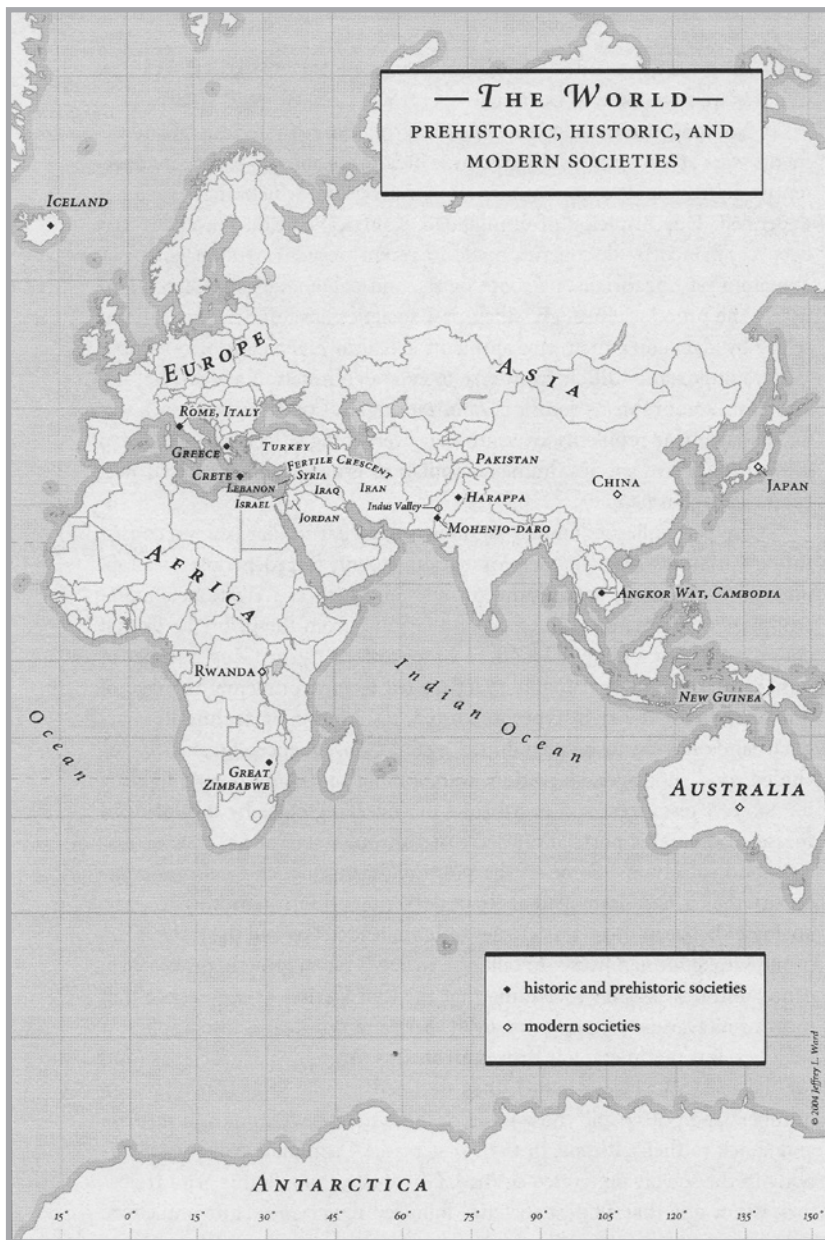 — The World —
PREHISTORIC, HISTORIC, AND
MODERN SOCIETIES
ICELAND
EUROPE
ASIA
ROME, ITALY
GREECE
TURKEY
FERTILE CRESCENT
CRETE
LEBANON
SYRIA
IRAQ
IRAN
ISRAEL
JORDAN
PAKISTAN
HARAPPA
Indus Valley
MOHENJO-DARO
CHINA
JAPAN
AFRICA
ANGKOR WAT, CAMBODIA
RWANDA
Indian Ocean
NEW GUINEA
Ocean
GREAT
ZIMBABWE
AUSTRALIA
historic and prehistoric societies
modern societies
© 2004 Jeffrey L. Ward
ANTARCTICA
15° 0° 15° 30° 45° 60° 75° 90° 105° 120° 135° 150°